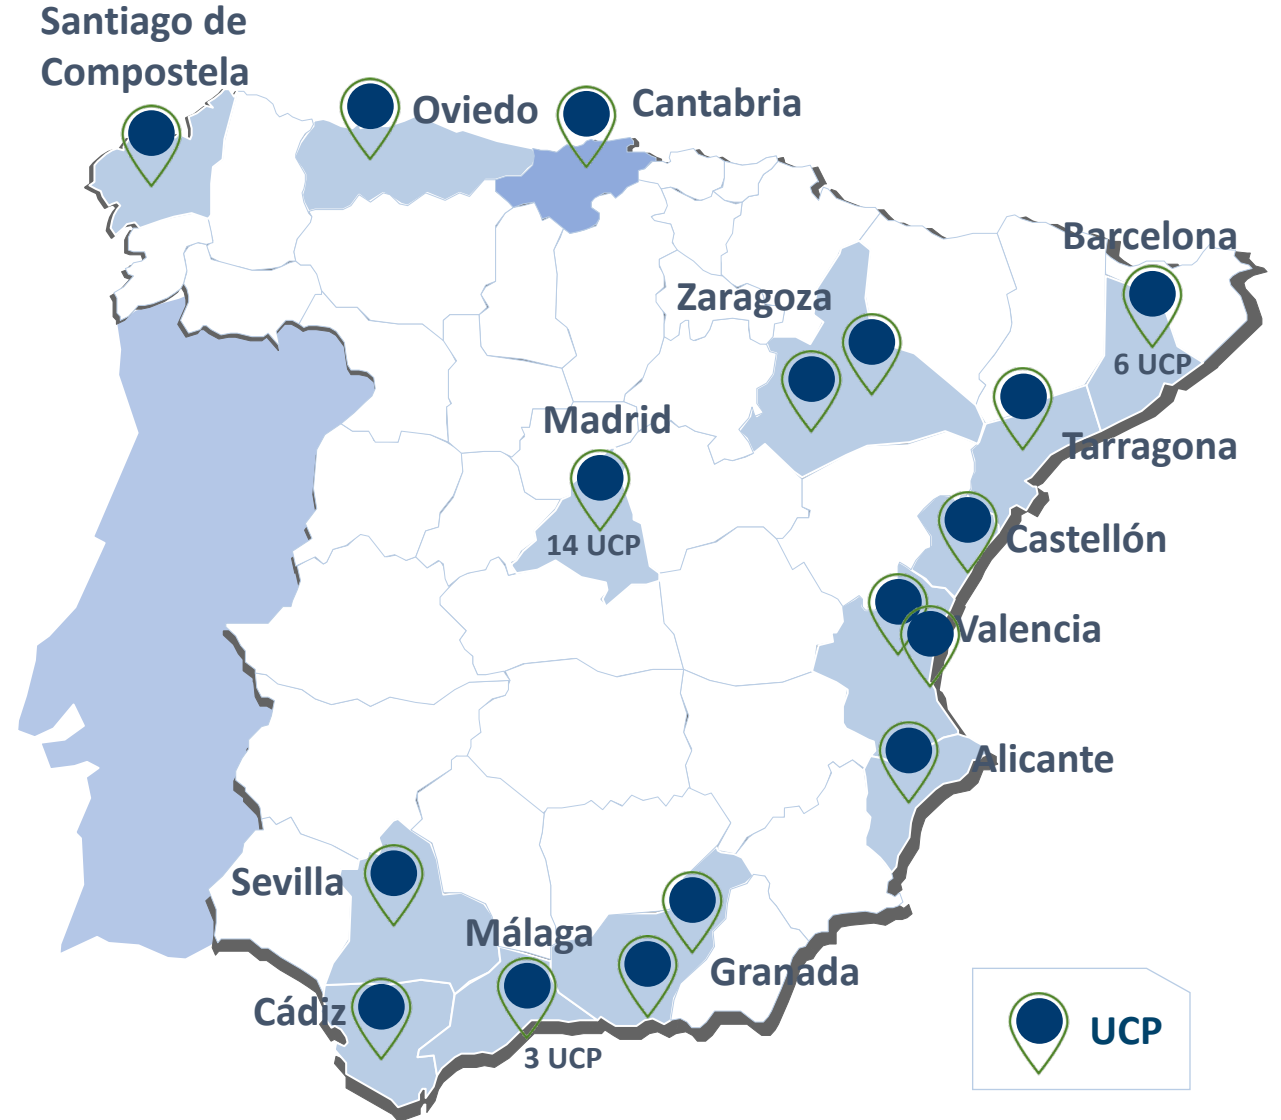 Santiago de
Compostela
Oviedo
Cantabria
Barcelona
6 UCP
Zaragoza
Madrid
14 UCP
Tarragona
Castellón
Valencia
Alicante
Sevilla
Málaga
3 UCP
Granada
Cádiz
UCP